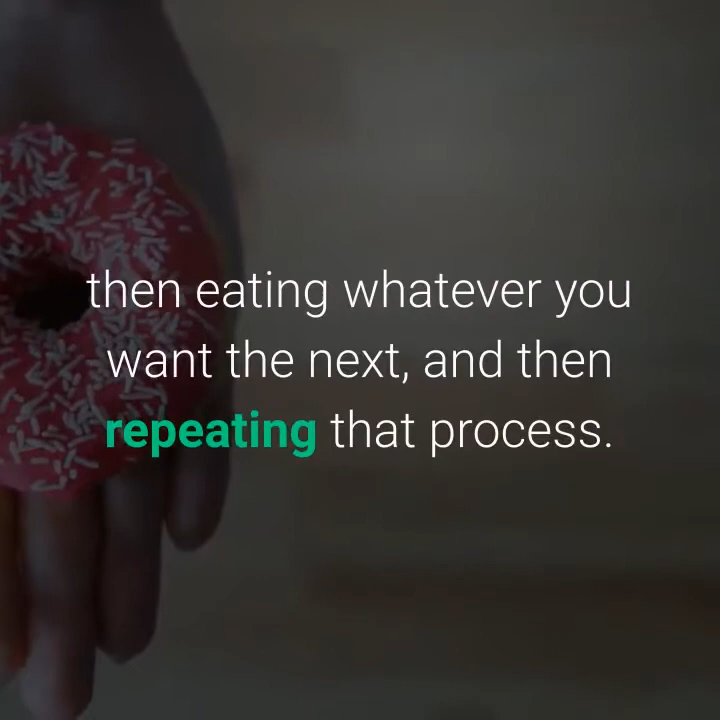 then eating whatever you
want the next, and then
repeating that process.